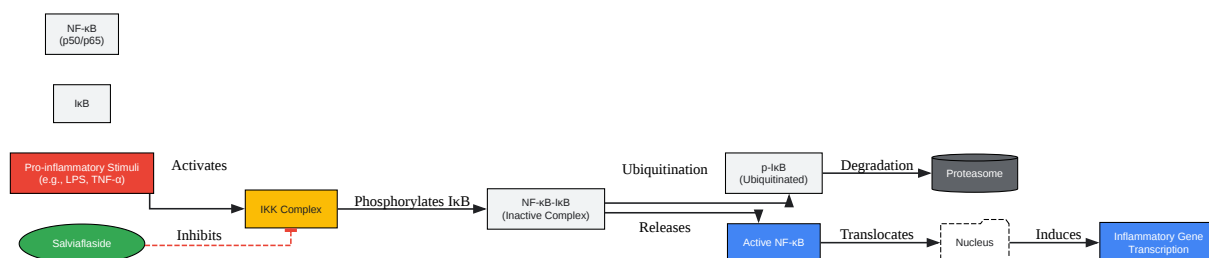 NF-κB
(p50/p65)
IκB
Pro-inflammatory Stimuli
(e.g., LPS, TNF-α)
Activates
Salviaflaside
Inhibits
IKK Complex
Phosphorylates IκB
NF-κB-IκB
(Inactive Complex)
Ubiquitination
Releases
p-IκB
(Ubiquitinated)
Degradation
Proteasome
Active NF-κB
Translocates
Nucleus
Induces
Inflammatory Gene
Transcription